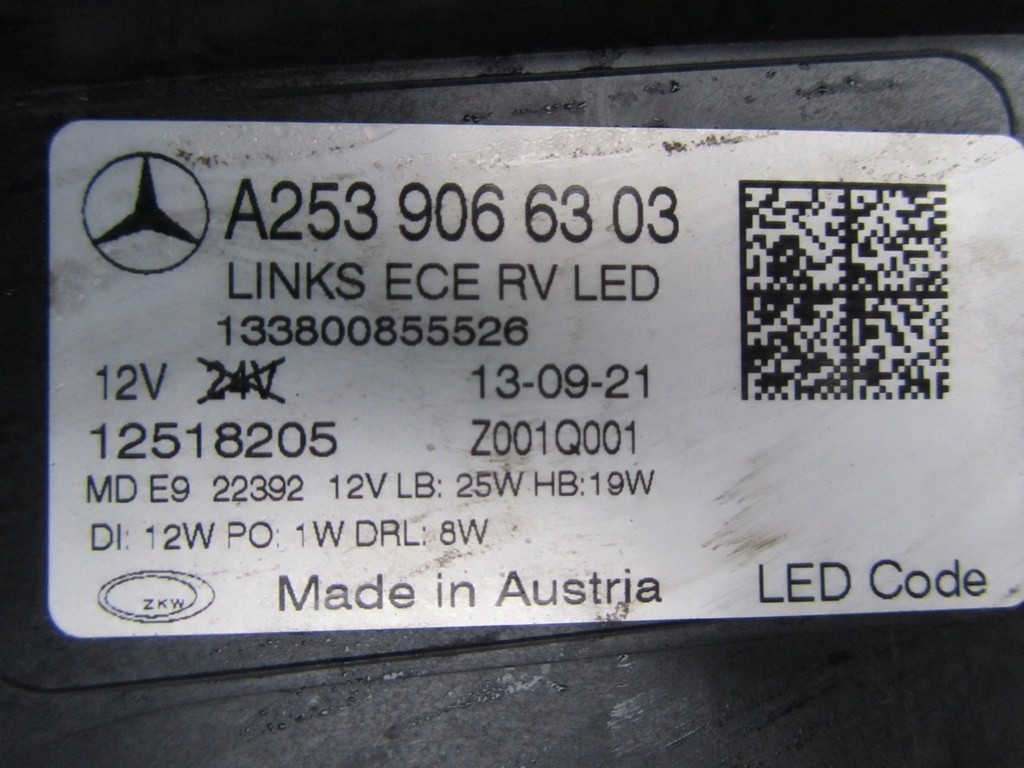 A253 906 63 03
LINKS ECE RV LED
133800855526
12V 24V 13-09-21
12518205 Z001Q001
MD E9 22392 12V LB: 25W HB:19W
DI: 12W PO: 1W DRL: 8W
ZKW Made in Austria LED Code